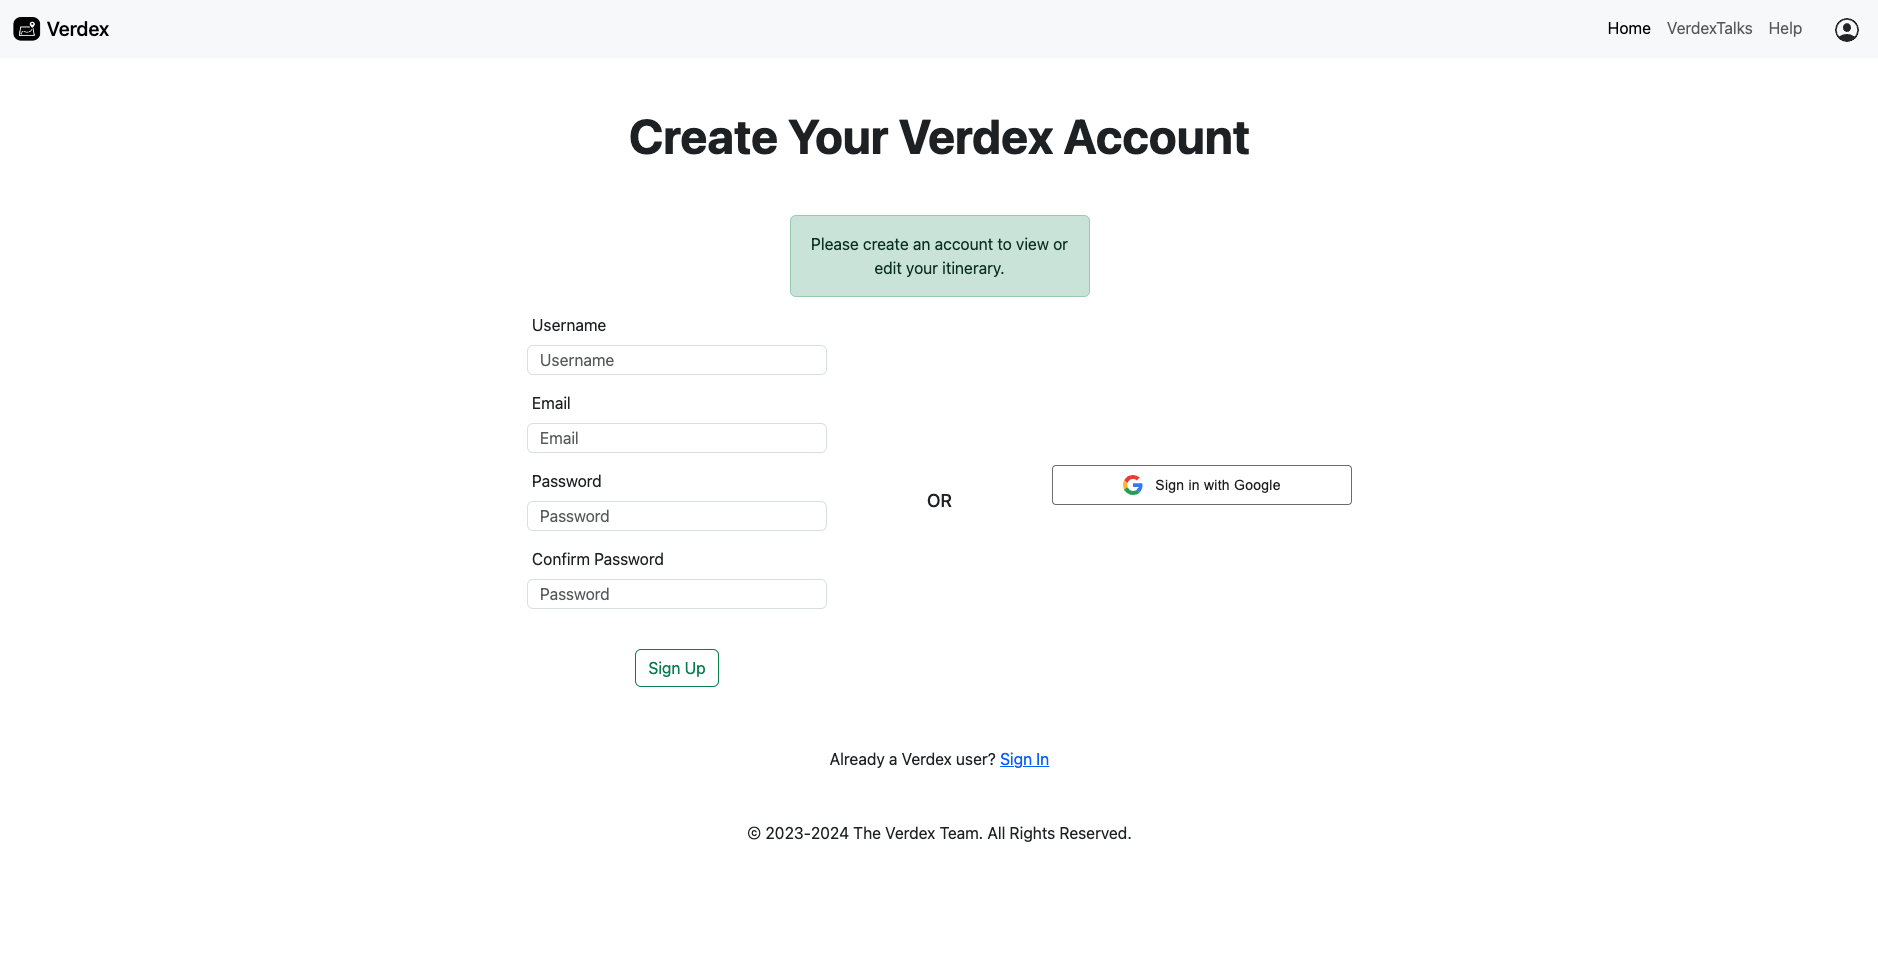 Verdex
Home VerdexTalks Help
Create Your Verdex Account
Please create an account to view or
edit your itinerary.
Username
Username
Email
Email
Password
Password
Confirm Password
Password
Sign Up
OR
Sign in with Google
Already a Verdex user? Sign In
© 2023-2024 The Verdex Team. All Rights Reserved.